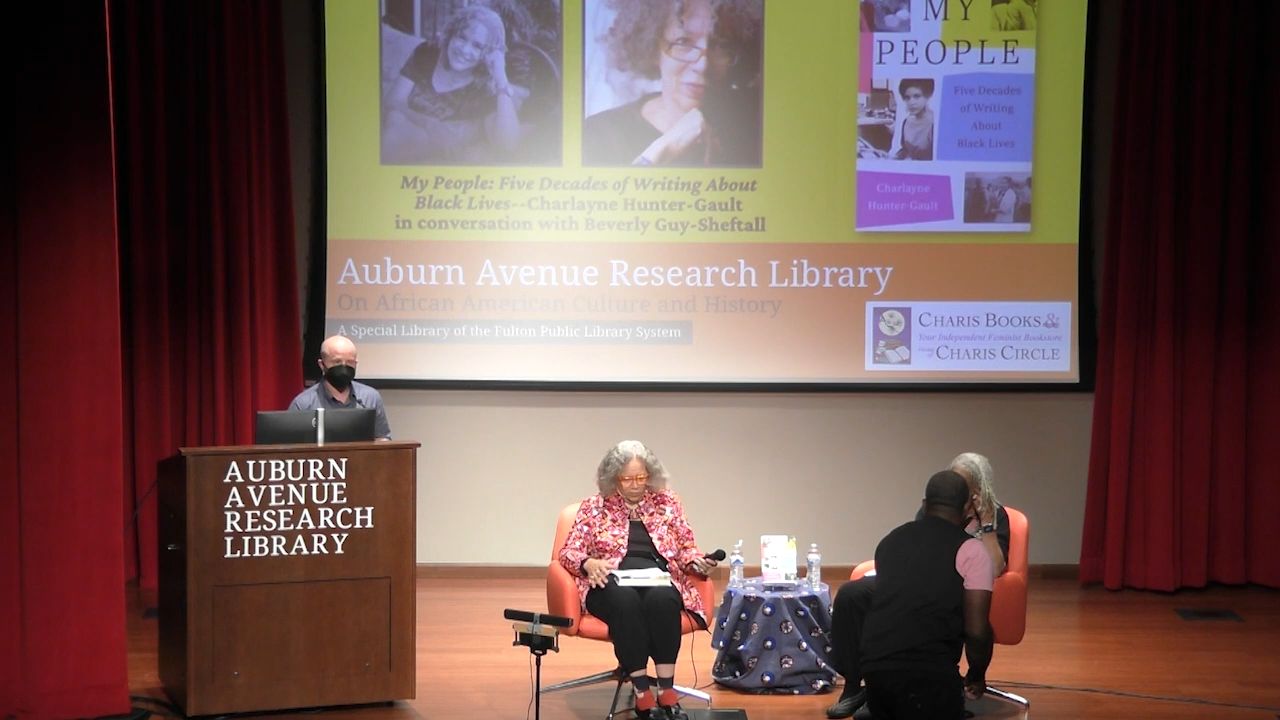 MY
PEOPLE
Five Decades
of Writing
About
Black Lives
Charlayne
Hunter-Gault
My People: Five Decades of Writing About
Black Lives--Charlayne Hunter-Gault
in conversation with Beverly Guy-Sheftall
Auburn Avenue Research Library
On African American Culture and History
A Special Library of the Fulton Public Library System
CHARIS BOOKS &
Your Independent Feminist Bookstore
CHARIS CIRCLE
AUBURN
AVENUE
RESEARCH
LIBRARY